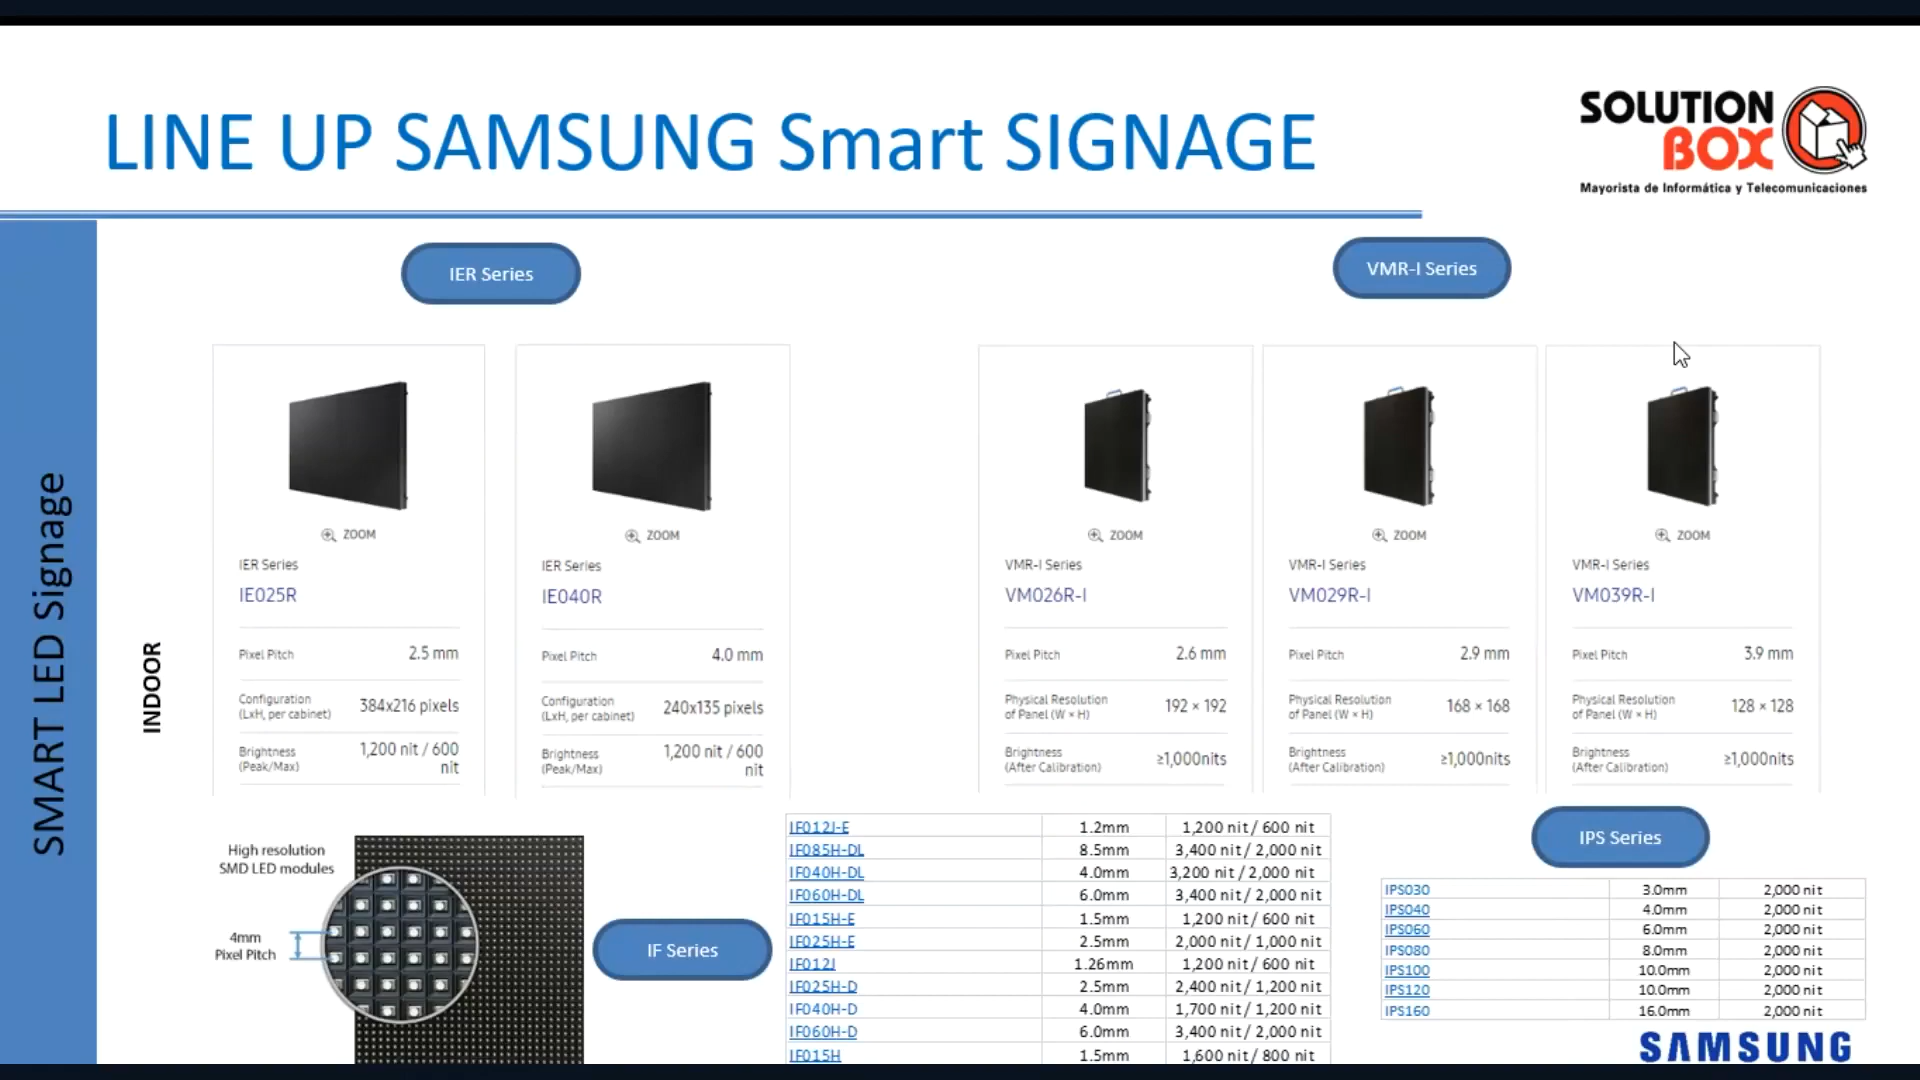 LINE UP SAMSUNG Smart SIGNAGE
SOLUTION
BOX
Mayorista de Informática y Telecomunicaciones
SMART LED Signage
INDOOR
IER Series
VMR-I Series
ZOOM
IER Series
IE025R
Pixel Pitch 2.5 mm
Configuration
(LxH, per cabinet) 384x216 pixels
Brightness
(Peak/Max) 1,200 nit / 600
nit
ZOOM
IER Series
IE040R
Pixel Pitch 4.0 mm
Configuration
(LxH, per cabinet) 240x135 pixels
Brightness
(Peak/Max) 1,200 nit / 600
nit
ZOOM
VMR-I Series
VM026R-I
Pixel Pitch 2.6 mm
Physical Resolution
of Panel (W × H) 192 × 192
Brightness
(After Calibration) ≥1,000nits
ZOOM
VMR-I Series
VM029R-I
Pixel Pitch 2.9 mm
Physical Resolution
of Panel (W × H) 168 × 168
Brightness
(After Calibration) ≥1,000nits
ZOOM
VMR-I Series
VM039R-I
Pixel Pitch 3.9 mm
Physical Resolution
of Panel (W × H) 128 × 128
Brightness
(After Calibration) ≥1,000nits
High resolution
SMD LED modules
4mm
Pixel Pitch
IF Series
IF012J-E 1.2mm 1,200 nit / 600 nit
IF085H-DL 8.5mm 3,400 nit / 2,000 nit
IF040H-DL 4.0mm 3,200 nit / 2,000 nit
IF060H-DL 6.0mm 3,400 nit / 2,000 nit
IF015H-E 1.5mm 1,200 nit / 600 nit
IF025H-E 2.5mm 2,000 nit / 1,000 nit
IF012J 1.26mm 1,200 nit / 600 nit
IF025H-D 2.5mm 2,400 nit / 1,200 nit
IF040H-D 4.0mm 1,700 nit / 1,200 nit
IF060H-D 6.0mm 3,400 nit / 2,000 nit
IF015H 1.5mm 1,600 nit / 800 nit
IPS Series
IPS030 3.0mm 2,000 nit
IPS040 4.0mm 2,000 nit
IPS060 6.0mm 2,000 nit
IPS080 8.0mm 2,000 nit
IPS100 10.0mm 2,000 nit
IPS120 10.0mm 2,000 nit
IPS160 16.0mm 2,000 nit
SAMSUNG